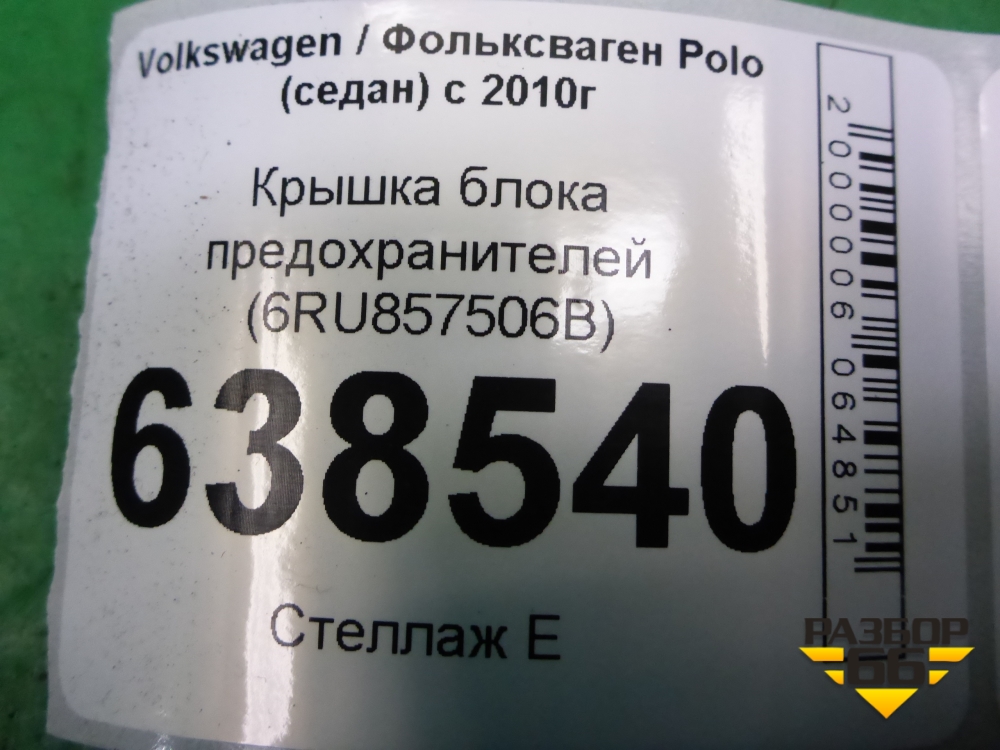 Volkswagen / Фольксваген Polo
(седан) с 2010г
Крышка блока
предохранителей
(6RU857506B)
638540
Стеллаж Е
2000006064851
РАЗБОР
66